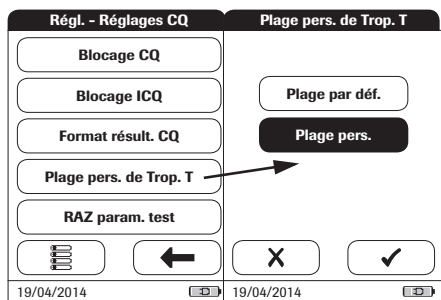 Régl. - Réglages CQ
Blocage CQ
Blocage ICQ
Format résult. CQ
Plage pers. de Trop. T
RAZ param. test
19/04/2014
Plage pers. de Trop. T
Plage par déf.
Plage pers.
19/04/2014